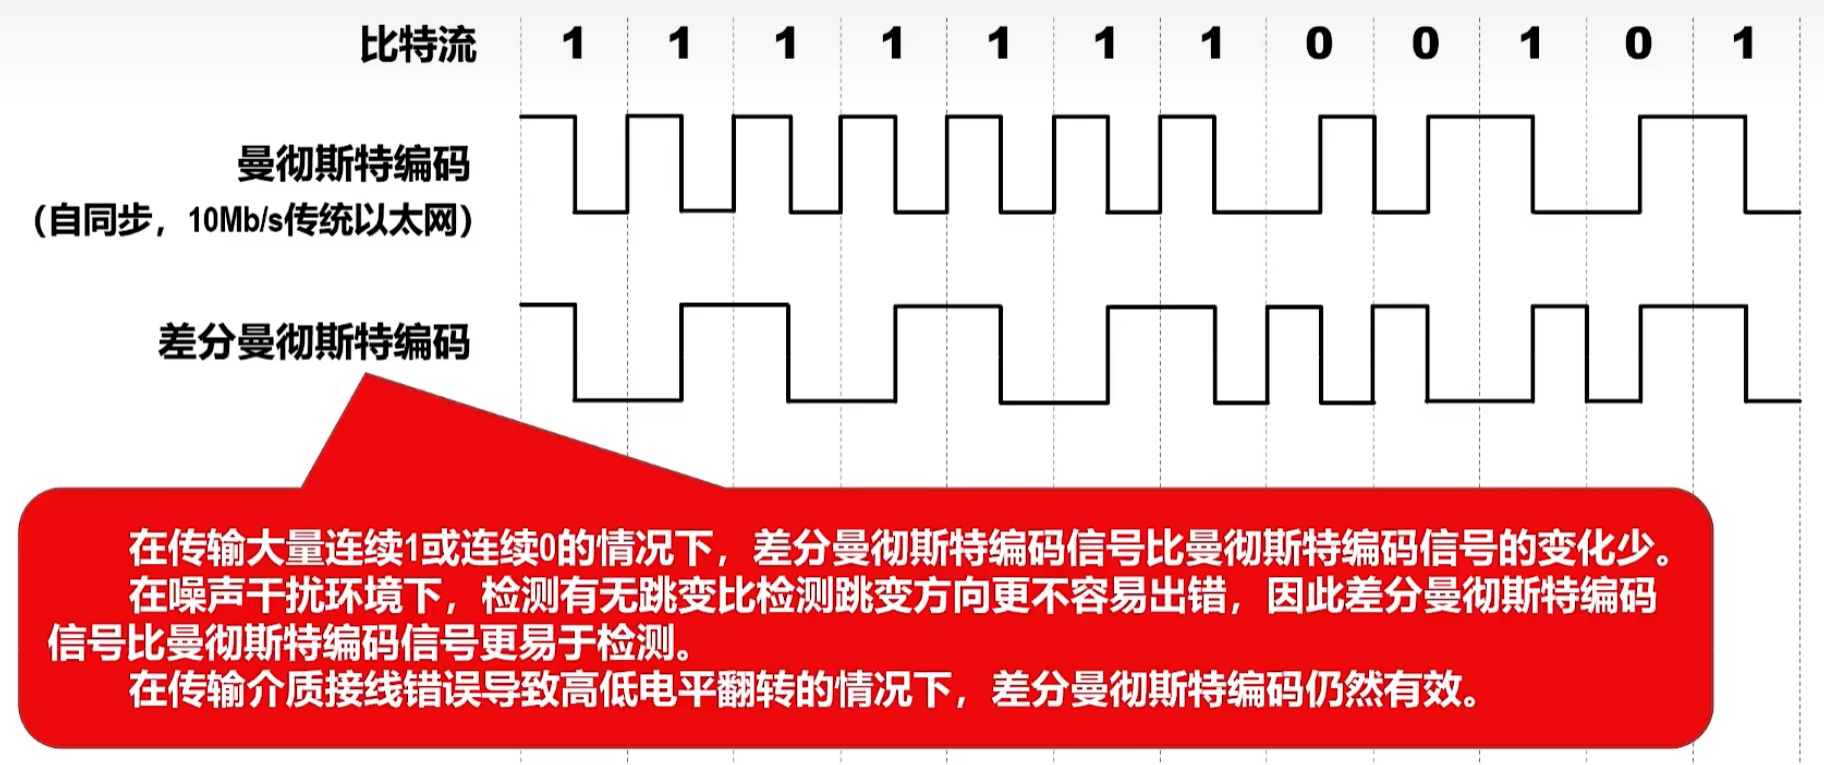 比特流 1 1 1 1 1 1 1 0 0 1 0 1
曼彻斯特编码
（自同步，10Mb/s传统以太网）
差分曼彻斯特编码
在传输大量连续1或连续0的情况下，差分曼彻斯特编码信号比曼彻斯特编码信号的变化少。
在噪声干扰环境下，检测有无跳变比检测跳变方向更不容易出错，因此差分曼彻斯特编码
信号比曼彻斯特编码信号更易于检测。
在传输介质接线错误导致高低电平翻转的情况下，差分曼彻斯特编码仍然有效。